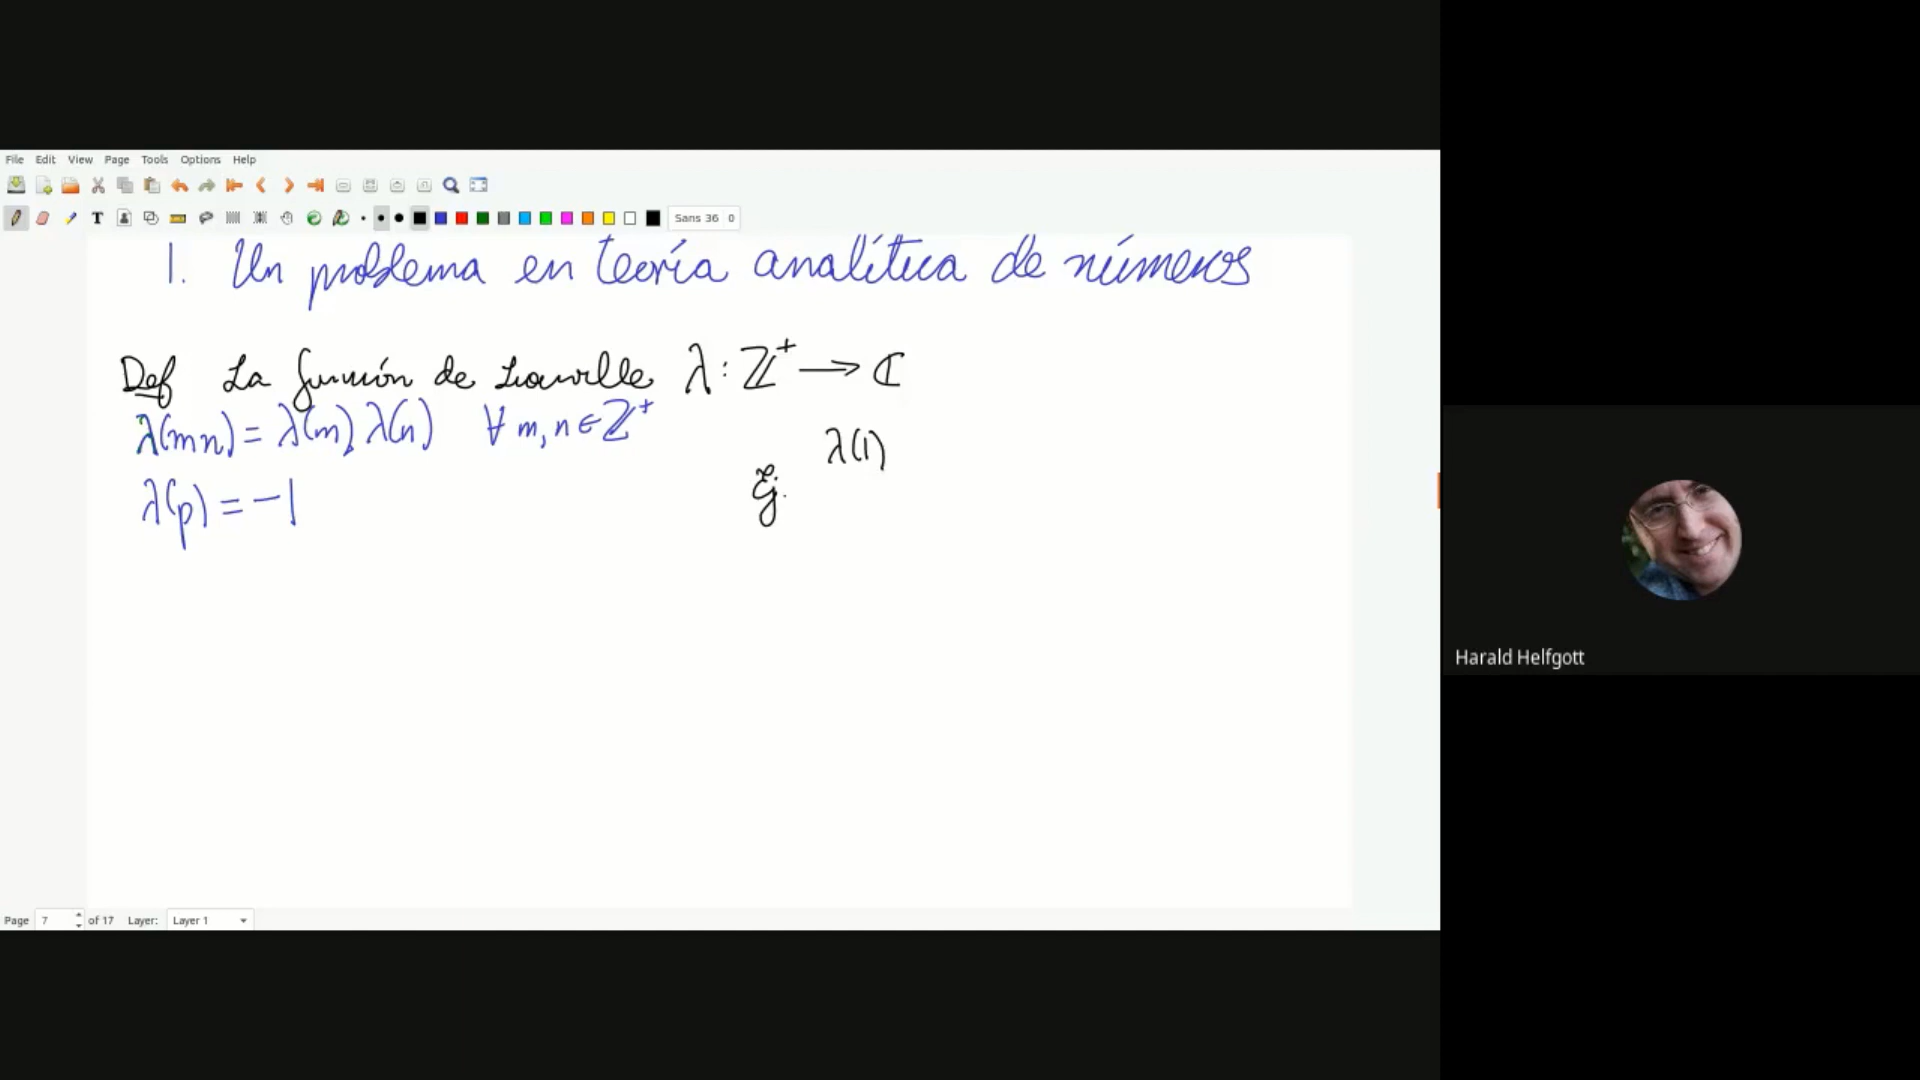 File Edit View Page Tools Options Help
Sans 36 0
1. Un problema en teoría analítica de números
Def La función de Liouville λ: ℤ⁺ → ℂ
λ(mn) = λ(m) λ(n) ∀ m, n ∈ ℤ⁺
λ(1)
Ej.
λ(p) = -1
Harald Helfgott
Page 7 of 17 Layer: Layer 1